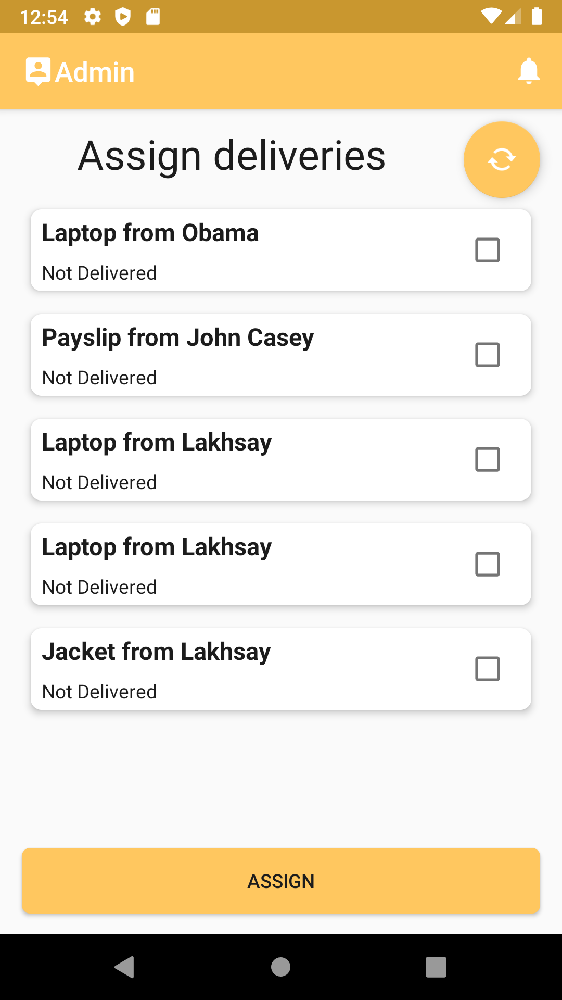 12:54
Admin
Assign deliveries
Laptop from Obama
Not Delivered
Payslip from John Casey
Not Delivered
Laptop from Lakhsay
Not Delivered
Laptop from Lakhsay
Not Delivered
Jacket from Lakhsay
Not Delivered
ASSIGN